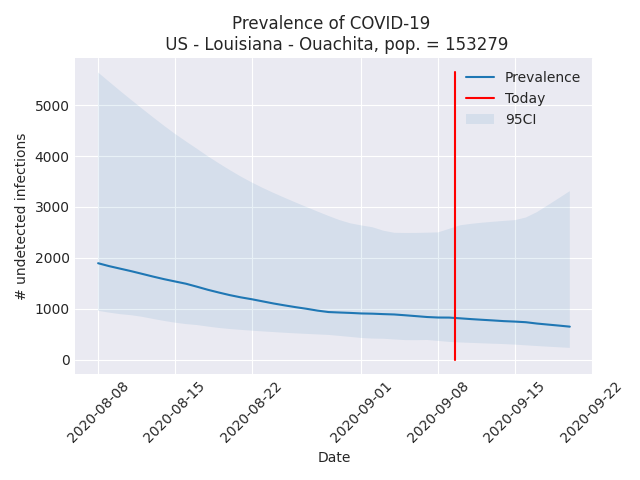 Prevalence of COVID-19
US - Louisiana - Ouachita, pop. = 153279
Prevalence
Today
95CI
# undetected infections
5000
4000
3000
2000
1000
0
2020-08-08
2020-08-15
2020-08-22
2020-09-01
2020-09-08
2020-09-15
2020-09-22
Date